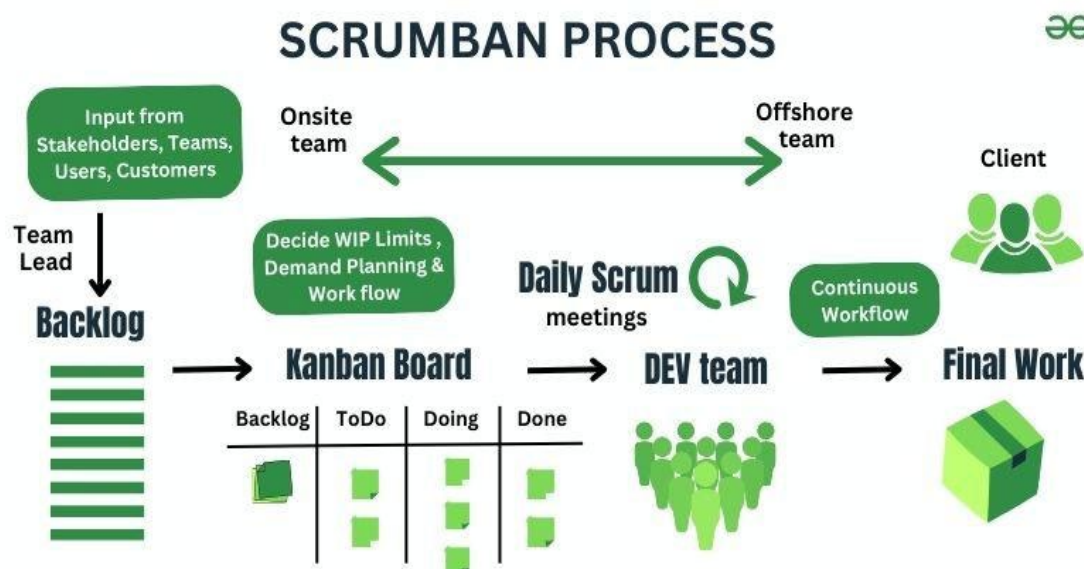 SCRUMBAN PROCESS
Input from
Stakeholders, Teams,
Users, Customers
Onsite
team
Offshore
team
Client
Team
Lead
Decide WIP Limits ,
Demand Planning &
Work flow
Daily Scrum
meetings
Continuous
Workflow
Backlog
Kanban Board
DEV team
Final Work
Backlog
ToDo
Doing
Done